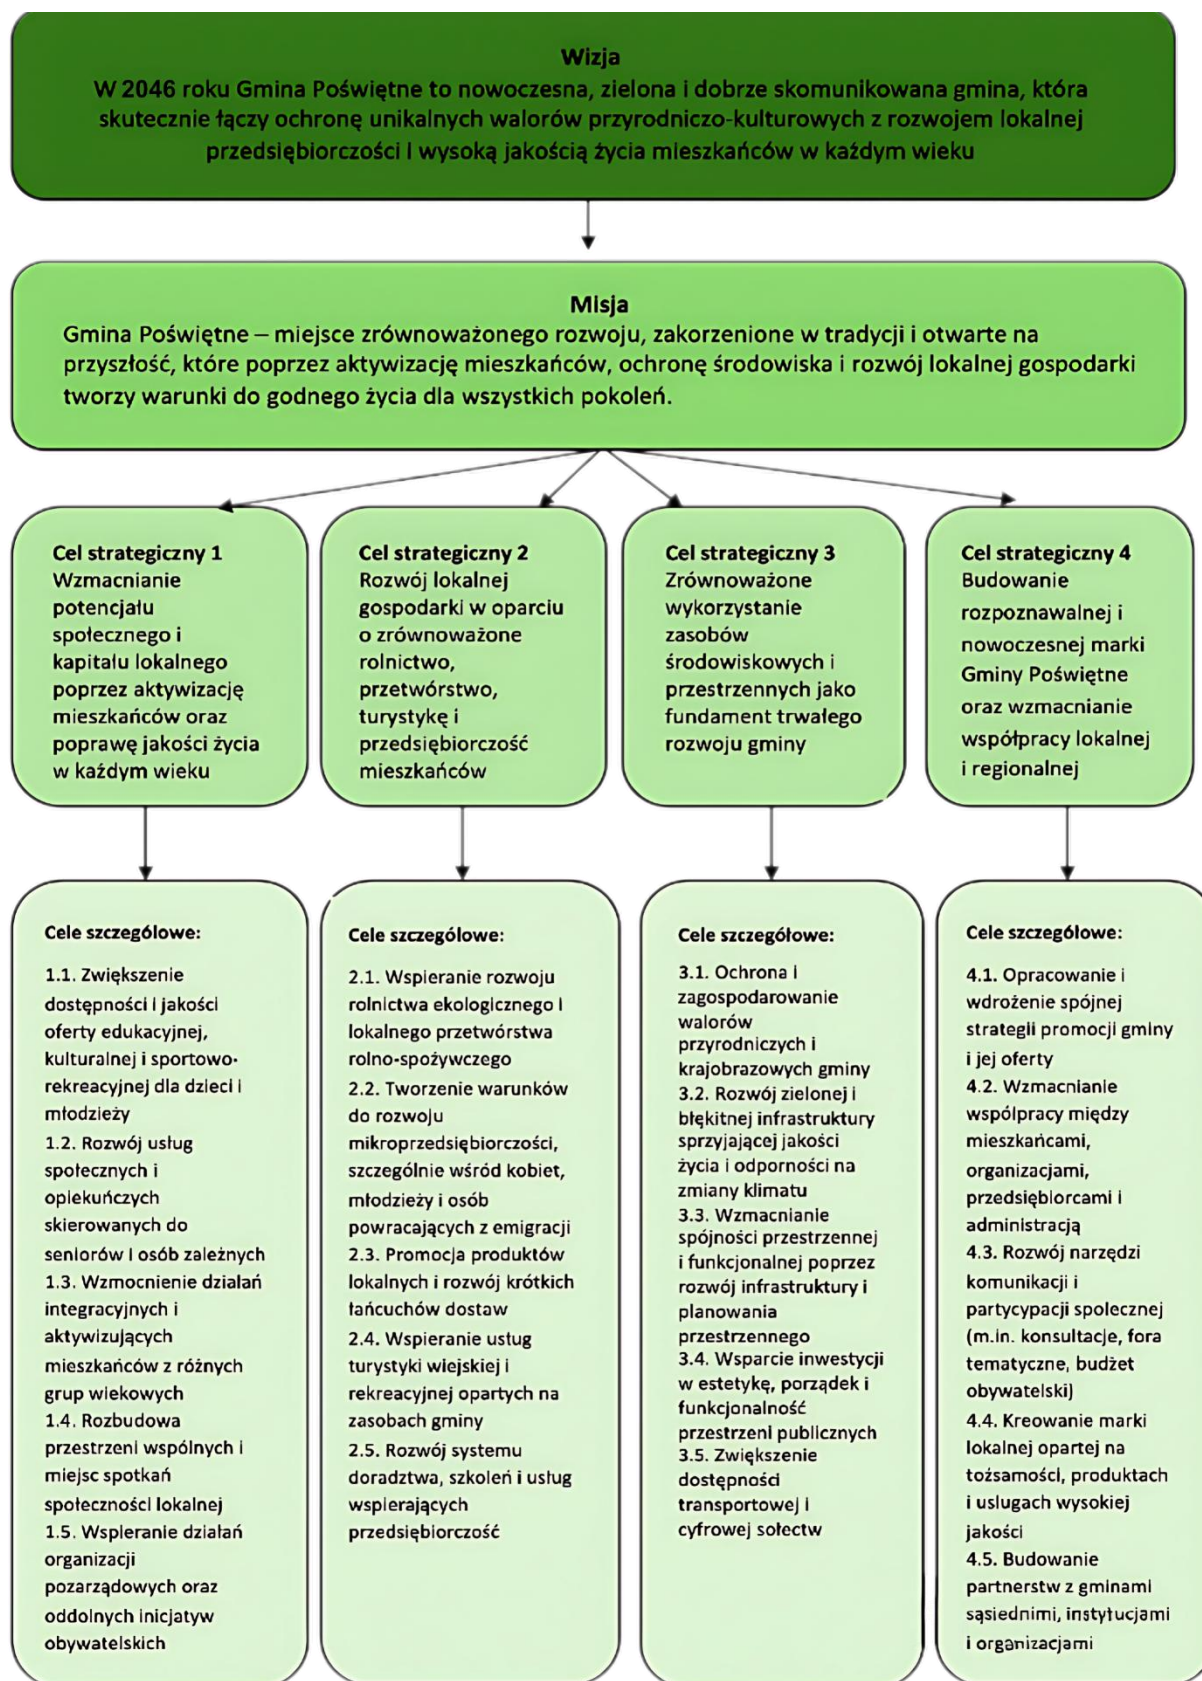 Wizja
W 2046 roku Gmina Poświętne to nowoczesna, zielona i dobrze skomunikowana gmina, która
skutecznie łączy ochronę unikalnych walorów przyrodniczo-kulturowych z rozwojem lokalnej
przedsiębiorczości i wysoką jakością życia mieszkańców w każdym wieku
Misja
Gmina Poświętne – miejsce zrównoważonego rozwoju, zakorzenione w tradycji i otwarte na
przyszłość, które poprzez aktywizację mieszkańców, ochronę środowiska i rozwój lokalnej gospodarki
tworzy warunki do godnego życia dla wszystkich pokoleń.
Cel strategiczny 1
Wzmacnianie
potencjału
społecznego i
kapitału lokalnego
poprzez aktywizację
mieszkańców oraz
poprawę jakości życia
w każdym wieku
Cel strategiczny 2
Rozwój lokalnej
gospodarki w oparciu
o zrównoważone
rolnictwo,
przetwórstwo,
turystykę i
przedsiębiorczość
mieszkańców
Cel strategiczny 3
Zrównoważone
wykorzystanie
zasobów
środowiskowych i
przestrzennych jako
fundament trwałego
rozwoju gminy
Cel strategiczny 4
Budowanie
rozpoznawalnej i
nowoczesnej marki
Gminy Poświętne
oraz wzmacnianie
współpracy lokalnej
i regionalnej
Cele szczegółowe:
1.1. Zwiększenie
dostępności i jakości
oferty edukacyjnej,
kulturalnej i sportowo-
rekreacyjnej dla dzieci i
młodzieży
1.2. Rozwój usług
społecznych i
opiekuńczych
skierowanych do
seniorów i osób zależnych
1.3. Wzmocnienie działań
integracyjnych i
aktywizujących
mieszkańców z różnych
grup wiekowych
1.4. Rozbudowa
przestrzeni wspólnych i
miejsc spotkań
społeczności lokalnej
1.5. Wspieranie działań
organizacji
pozarządowych oraz
oddolnych inicjatyw
obywatelskich
Cele szczegółowe:
2.1. Wspieranie rozwoju
rolnictwa ekologicznego i
lokalnego przetwórstwa
rolno-spożywczego
2.2. Tworzenie warunków
do rozwoju
mikroprzedsiębiorczości,
szczególnie wśród kobiet,
młodzieży i osób
powracających z emigracji
2.3. Promocja produktów
lokalnych i rozwój krótkich
łańcuchów dostaw
2.4. Wspieranie usług
turystyki wiejskiej i
rekreacyjnej opartych na
zasobach gminy
2.5. Rozwój systemu
doradztwa, szkoleń i usług
wspierających
przedsiębiorczość
Cele szczegółowe:
3.1. Ochrona i
zagospodarowanie
walorów
przyrodniczych i
krajobrazowych gminy
3.2. Rozwój zielonej i
błękitnej infrastruktury
sprzyjającej jakości
życia i odporności na
zmiany klimatu
3.3. Wzmacnianie
spójności przestrzennej
i funkcjonalnej poprzez
rozwój infrastruktury i
planowania
przestrzennego
3.4. Wsparcie inwestycji
w estetykę, porządek i
funkcjonalność
przestrzeni publicznych
3.5. Zwiększenie
dostępności
transportowej i
cyfrowej sołectw
Cele szczegółowe:
4.1. Opracowanie i
wdrożenie spójnej
strategii promocji gminy
i jej oferty
4.2. Wzmacnianie
współpracy między
mieszkańcami,
organizacjami,
przedsiębiorcami i
administracją
4.3. Rozwój narzędzi
komunikacji i
partycypacji społecznej
(m.in. konsultacje, fora
tematyczne, budżet
obywatelski)
4.4. Kreowanie marki
lokalnej opartej na
tożsamości, produktach
i usługach wysokiej
jakości
4.5. Budowanie
partnerstw z gminami
sąsiednimi, instytucjami
i organizacjami